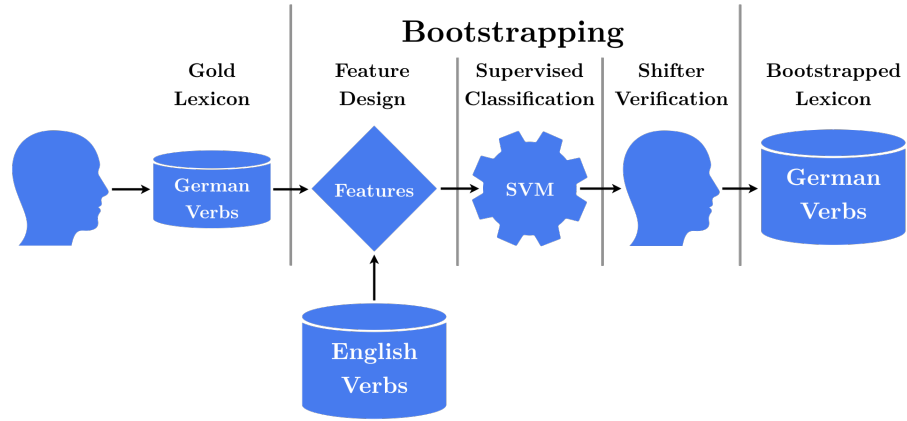 Bootstrapping
Gold
Lexicon
Feature
Design
Supervised
Classification
Shifter
Verification
Bootstrapped
Lexicon
German
Verbs
Features
SVM
German
Verbs
English
Verbs